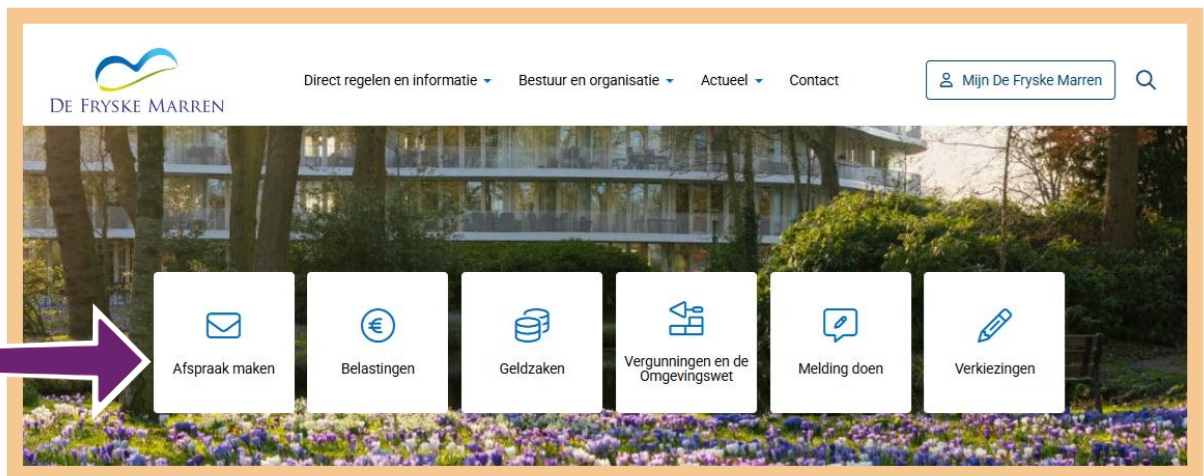 DE FRYSKE MARREN
Direct regelen en informatie
Bestuur en organisatie
Actueel
Contact
Mijn De Fryske Marren
Afspraak maken
Belastingen
Geldzaken
Vergunningen en de
Omgevingswet
Melding doen
Verkiezingen